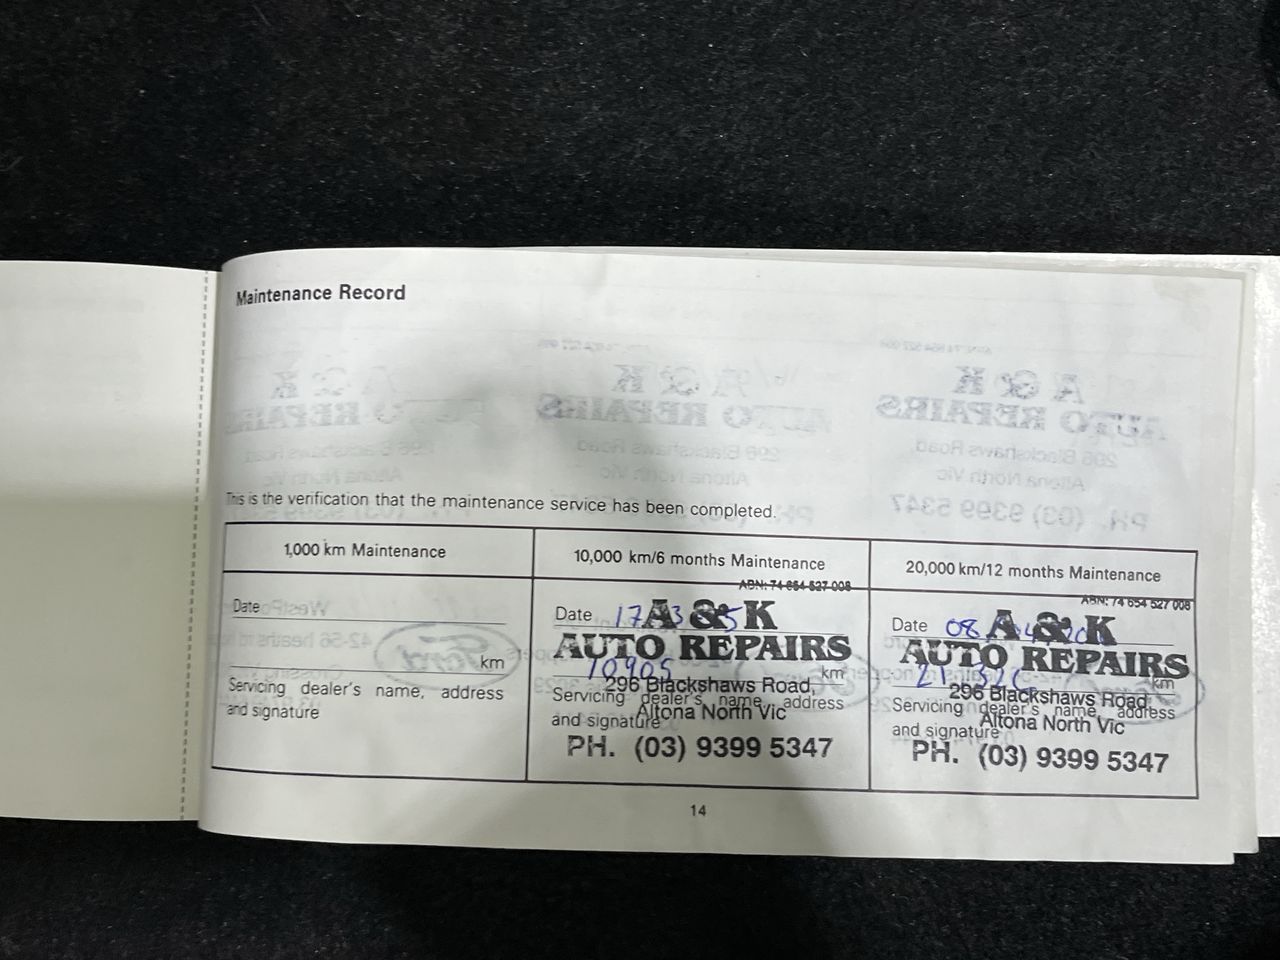 Maintenance Record
This is the verification that the maintenance service has been completed.
1,000 km Maintenance
Date
km
Servicing dealer's name, address
and signature
10,000 km/6 months Maintenance
ABN: 74 654 527 008
Date 17 3
A & K
AUTO REPAIRS
10905 km
296 Blackshaws Road,
Servicing dealer's name, address
Altona North Vic
and signature
PH. (03) 9399 5347
20,000 km/12 months Maintenance
ABN: 74 654 527 008
Date 08
A & K
AUTO REPAIRS
km
296 Blackshaws Road
Servicing dealer's name, address
Altona North Vic
and signature
PH. (03) 9399 5347
14